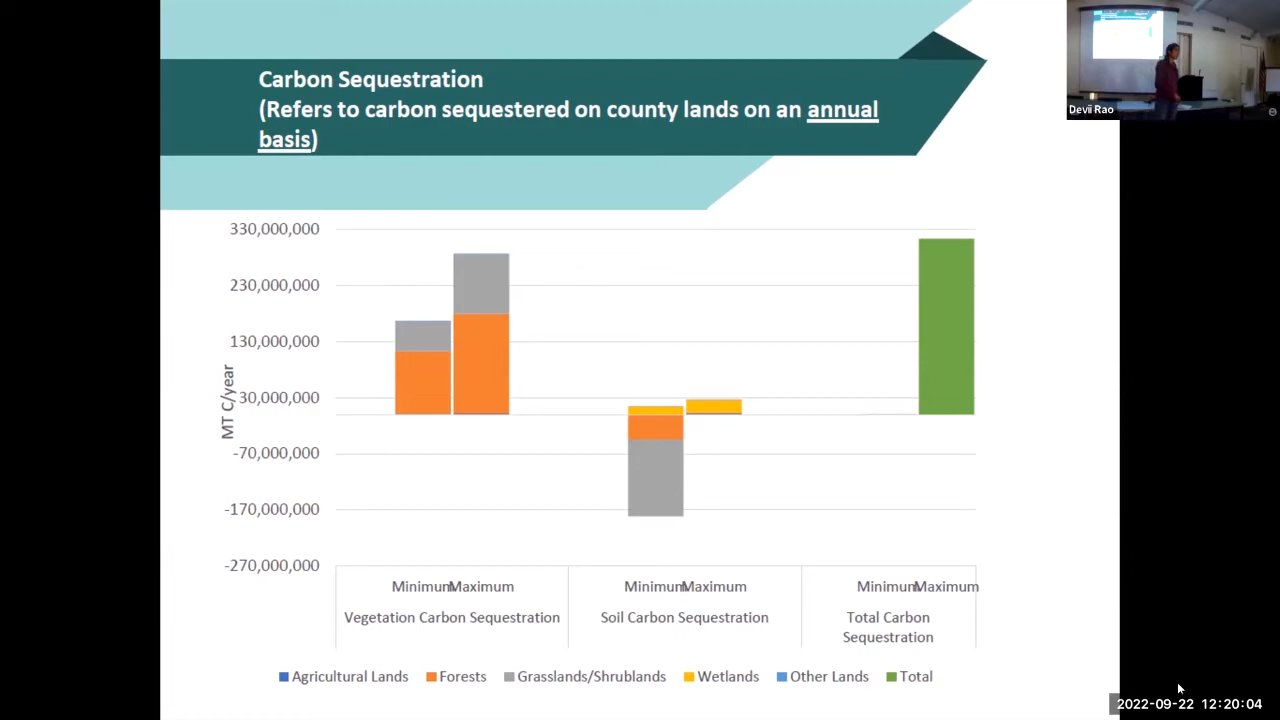 Carbon Sequestration
(Refers to carbon sequestered on county lands on an annual
basis)
Devii Rao
330,000,000
230,000,000
130,000,000
30,000,000
-70,000,000
-170,000,000
-270,000,000
MT C/year
Minimum Maximum
Vegetation Carbon Sequestration
Minimum Maximum
Soil Carbon Sequestration
Minimum Maximum
Total Carbon
Sequestration
Agricultural Lands Forests Grasslands/Shrublands Wetlands Other Lands Total
2022-09-22 12:20:04